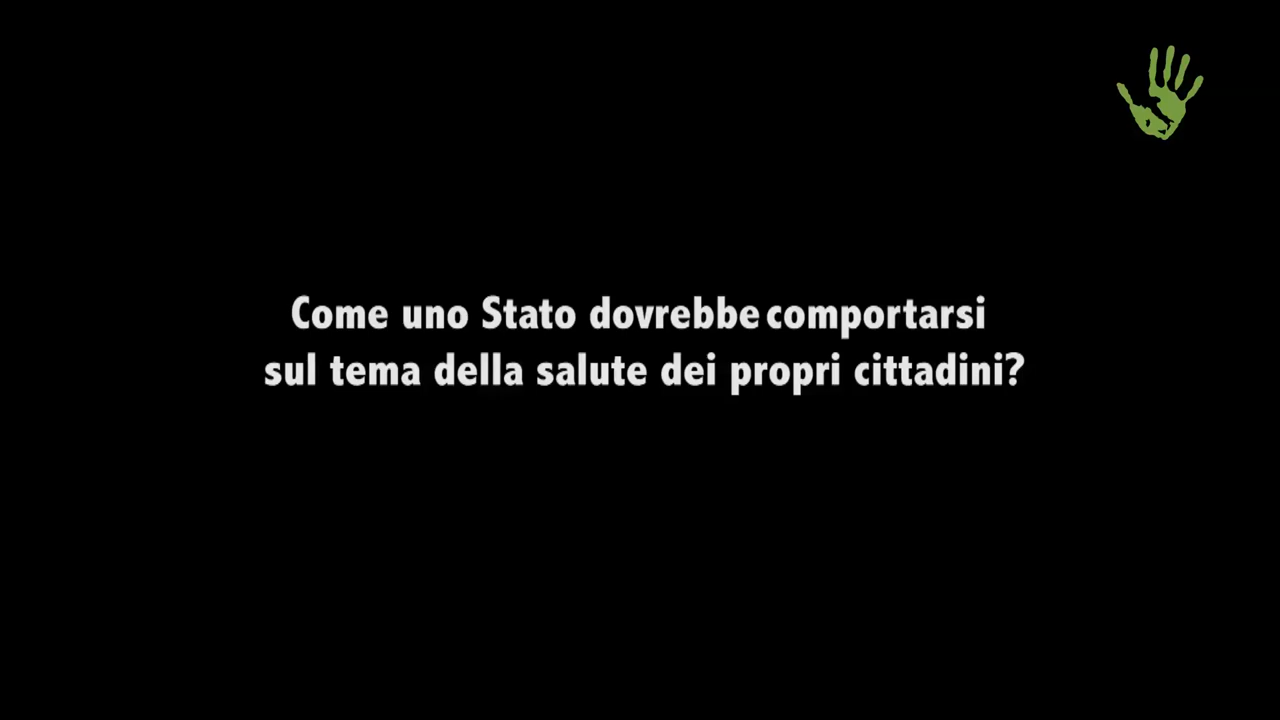 Come uno Stato dovrebbe comportarsi
sul tema della salute dei propri cittadini?